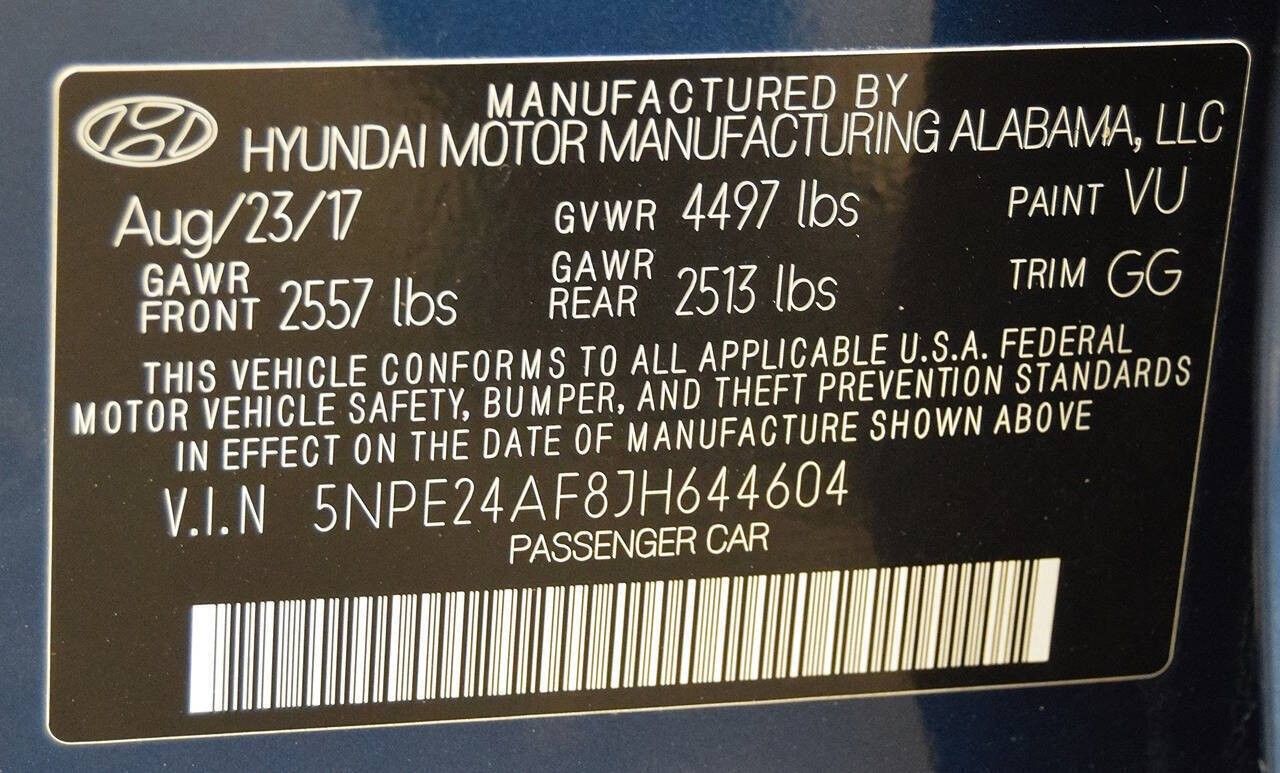 MANUFACTURED BY
HYUNDAI MOTOR MANUFACTURING ALABAMA, LLC
Aug/23/17 GVWR 4497 lbs PAINT VU
GAWR FRONT 2557 lbs GAWR REAR 2513 lbs TRIM GG
THIS VEHICLE CONFORMS TO ALL APPLICABLE U.S.A. FEDERAL
MOTOR VEHICLE SAFETY, BUMPER, AND THEFT PREVENTION STANDARDS
IN EFFECT ON THE DATE OF MANUFACTURE SHOWN ABOVE
V.I.N 5NPE24AF8JH644604
PASSENGER CAR